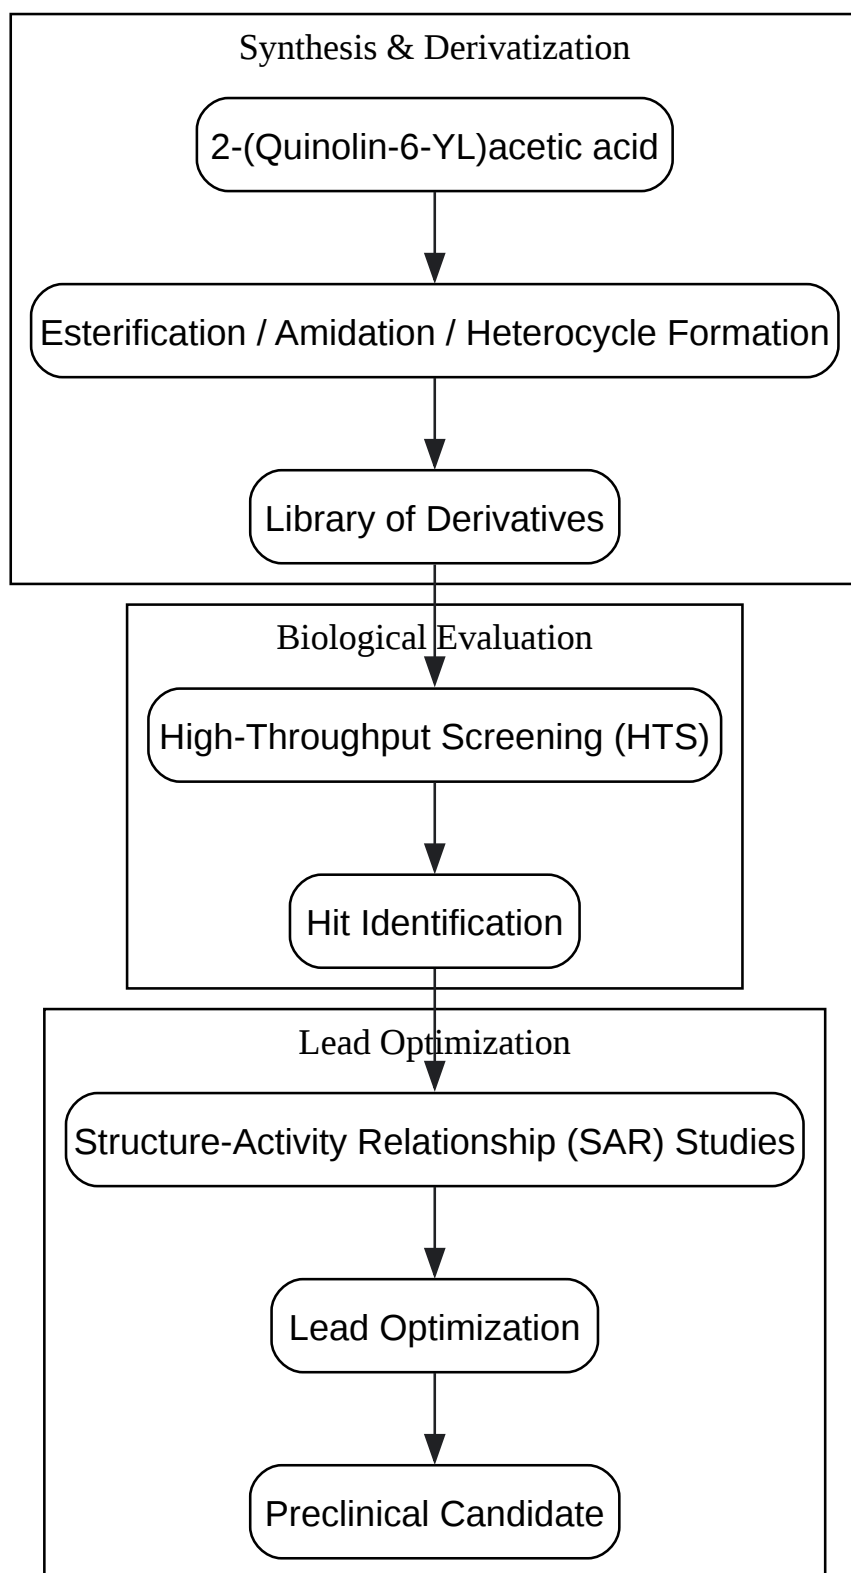 Synthesis & Derivatization
2-(Quinolin-6-YL)acetic acid
Esterification / Amidation / Heterocycle Formation
Library of Derivatives
Biological Evaluation
High-Throughput Screening (HTS)
Hit Identification
Lead Optimization
Structure-Activity Relationship (SAR) Studies
Lead Optimization
Preclinical Candidate